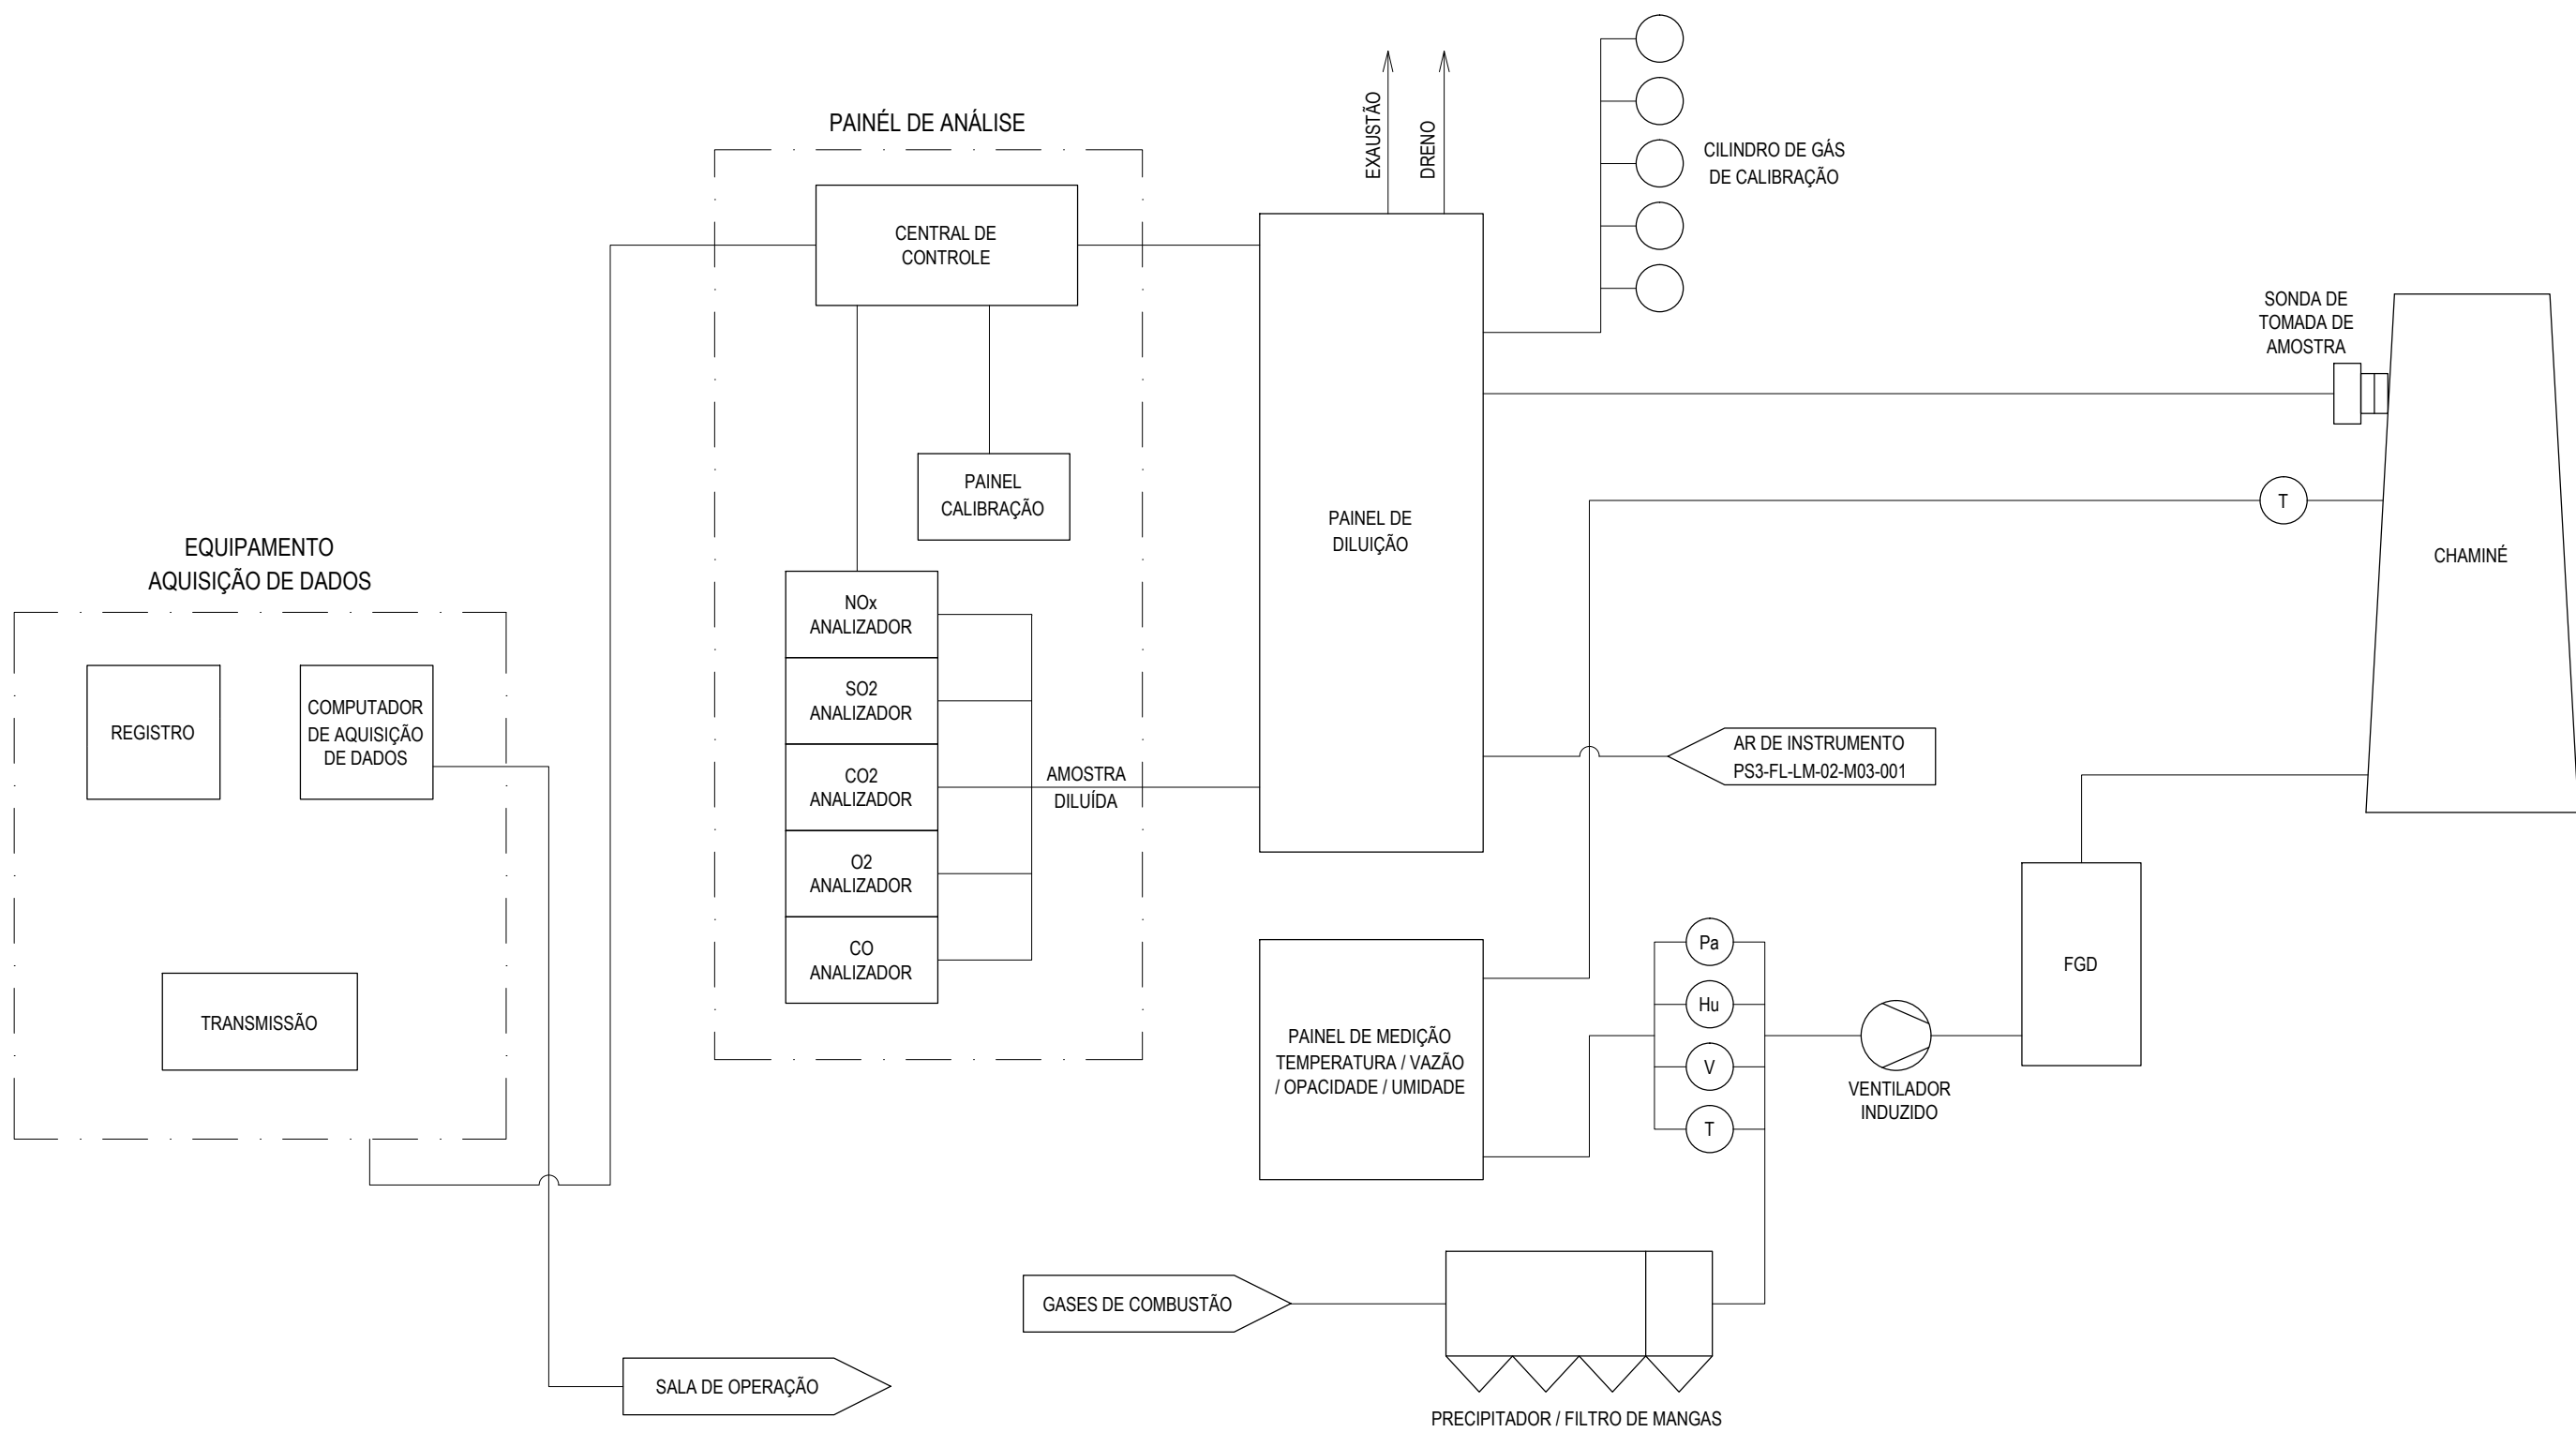 EXAUSTÃO
DRENO
CILINDRO DE GÁS
DE CALIBRAÇÃO
PAINÉL DE ANÁLISE
CENTRAL DE
CONTROLE
SONDA DE
TOMADA DE
AMOSTRA
PAINEL
CALIBRAÇÃO
PAINEL DE
DILUIÇÃO
T
CHAMINÉ
EQUIPAMENTO
AQUISIÇÃO DE DADOS
REGISTRO
COMPUTADOR
DE AQUISIÇÃO
DE DADOS
TRANSMISSÃO
NOx
ANALIZADOR
SO2
ANALIZADOR
CO2
ANALIZADOR
O2
ANALIZADOR
CO
ANALIZADOR
AMOSTRA
DILUÍDA
AR DE INSTRUMENTO
PS3-FL-LM-02-M03-001
PAINEL DE MEDIÇÃO
TEMPERATURA / VAZÃO
/ OPACIDADE / UMIDADE
Pa
Hu
V
T
VENTILADOR
INDUZIDO
FGD
GASES DE COMBUSTÃO
SALA DE OPERAÇÃO
PRECIPITADOR / FILTRO DE MANGAS